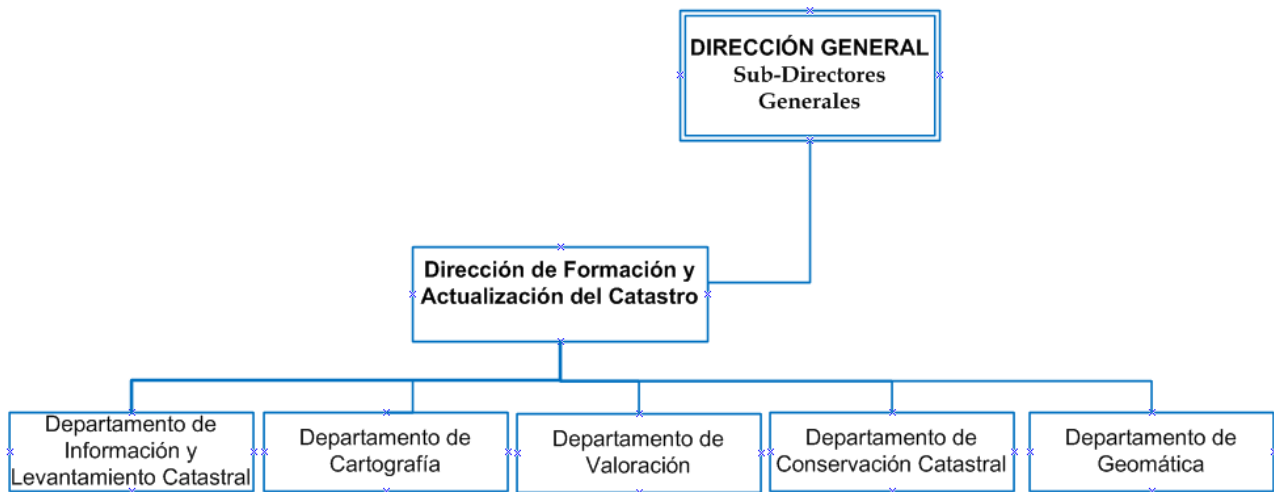 DIRECCIÓN GENERAL
Sub-Directores
Generales
Dirección de Formación y
Actualización del Catastro
Departamento de
Información y
Levantamiento Catastral
Departamento de
Cartografía
Departamento de
Valoración
Departamento de
Conservación Catastral
Departamento de
Geomática